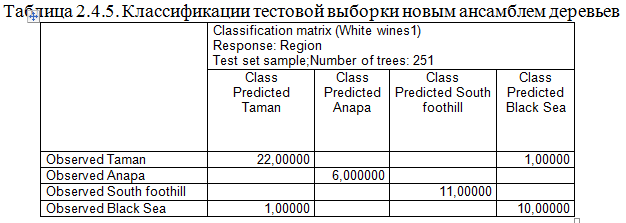 Таблица 2.4.5. Классификации тестовой выборки новым ансамблем деревьев
Classification matrix (White wines1)
Response: Region
Test set sample;Number of trees: 251
Class Predicted Taman
Class Predicted Anapa
Class Predicted South foothill
Class Predicted Black Sea
Observed Taman 22,00000 1,00000
Observed Anapa 6,000000
Observed South foothill 11,00000
Observed Black Sea 1,00000 10,00000